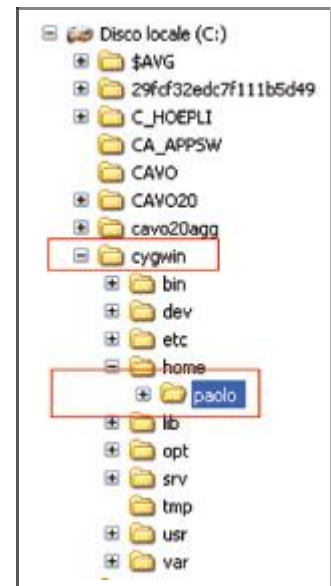 Disco locale (C:)
$AVG
29fcf32edc7f111b5d49
C_HOEPLI
CA_APPSW
CAVO
CAVO20
cavo20agg
cygwin
bin
dev
etc
home
paolo
lib
opt
srv
tmp
usr
var